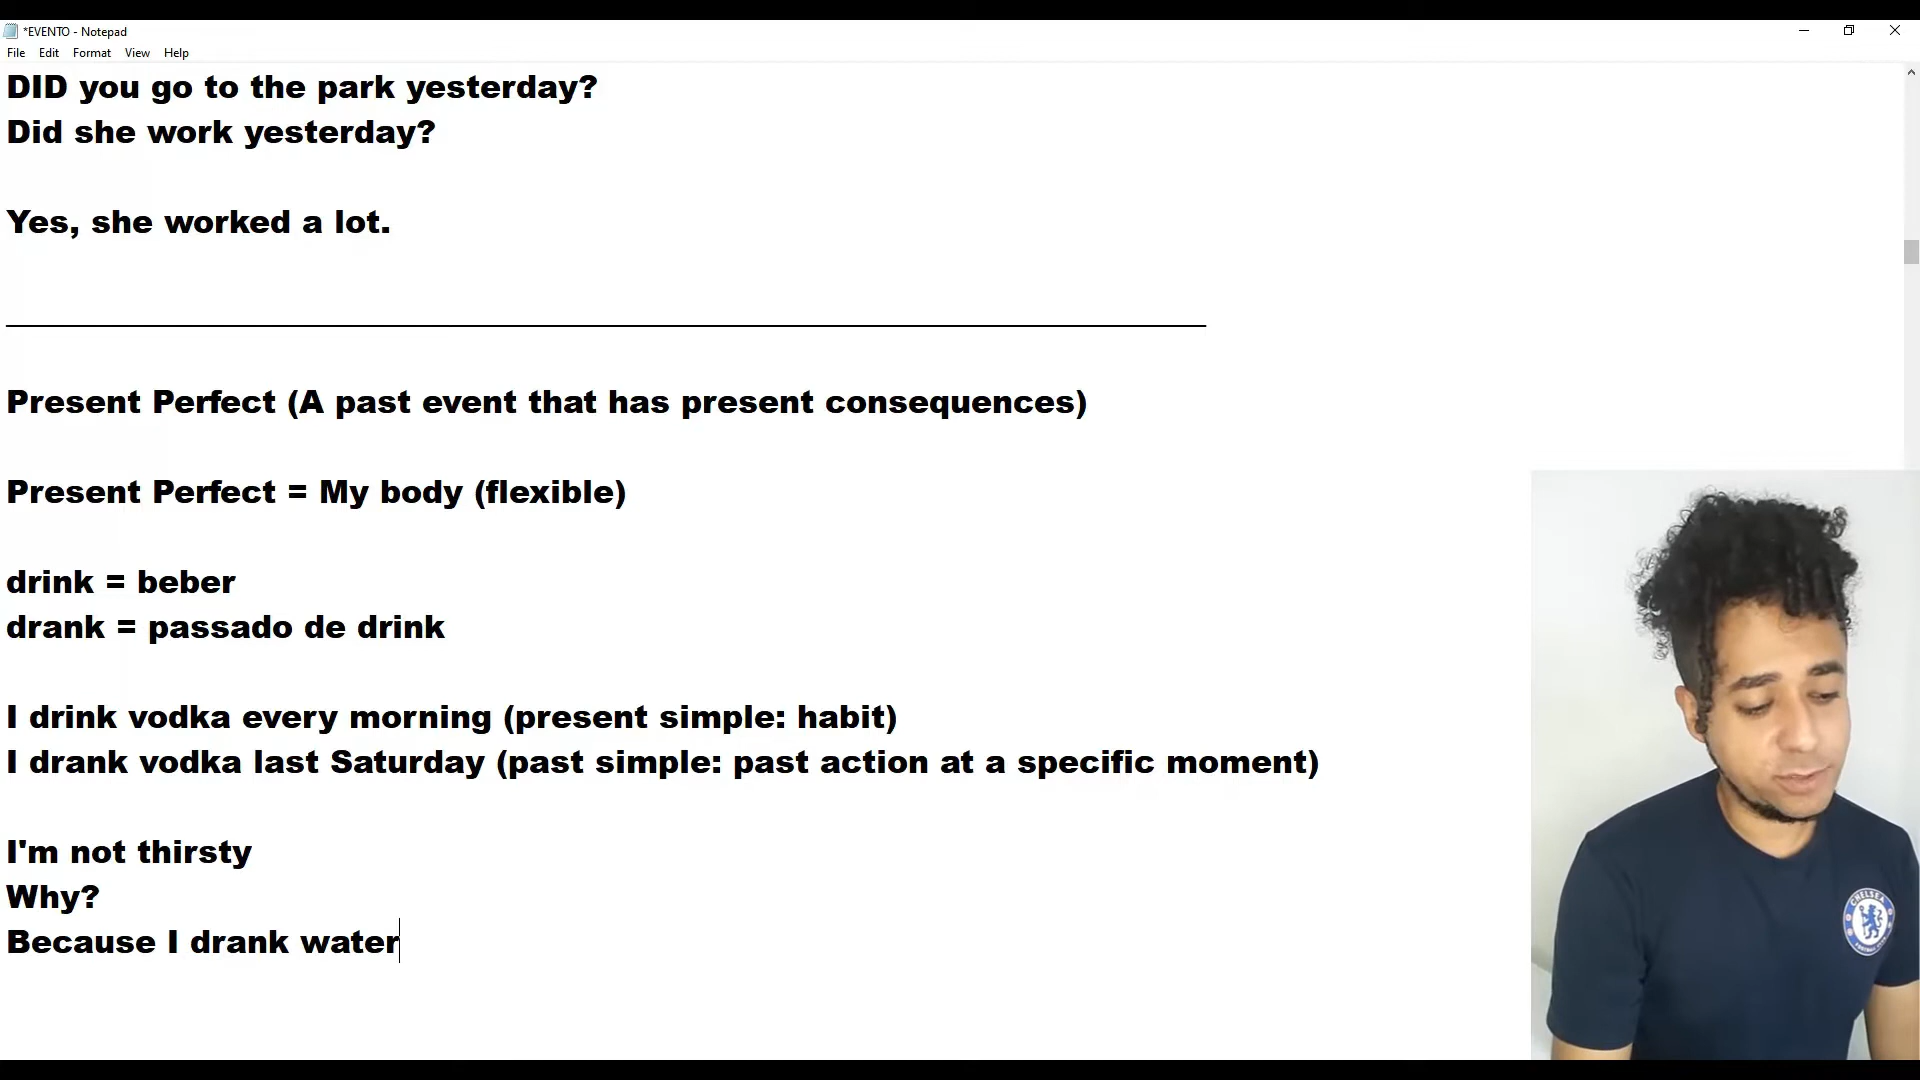 *EVENTO - Notepad
File Edit Format View Help
DID you go to the park yesterday?
Did she work yesterday?
Yes, she worked a lot.
Present Perfect (A past event that has present consequences)
Present Perfect = My body (flexible)
drink = beber
drank = passado de drink
I drink vodka every morning (present simple: habit)
I drank vodka last Saturday (past simple: past action at a specific moment)
I'm not thirsty
Why?
Because I drank water
CHELSEA
FOOTBALL CLUB